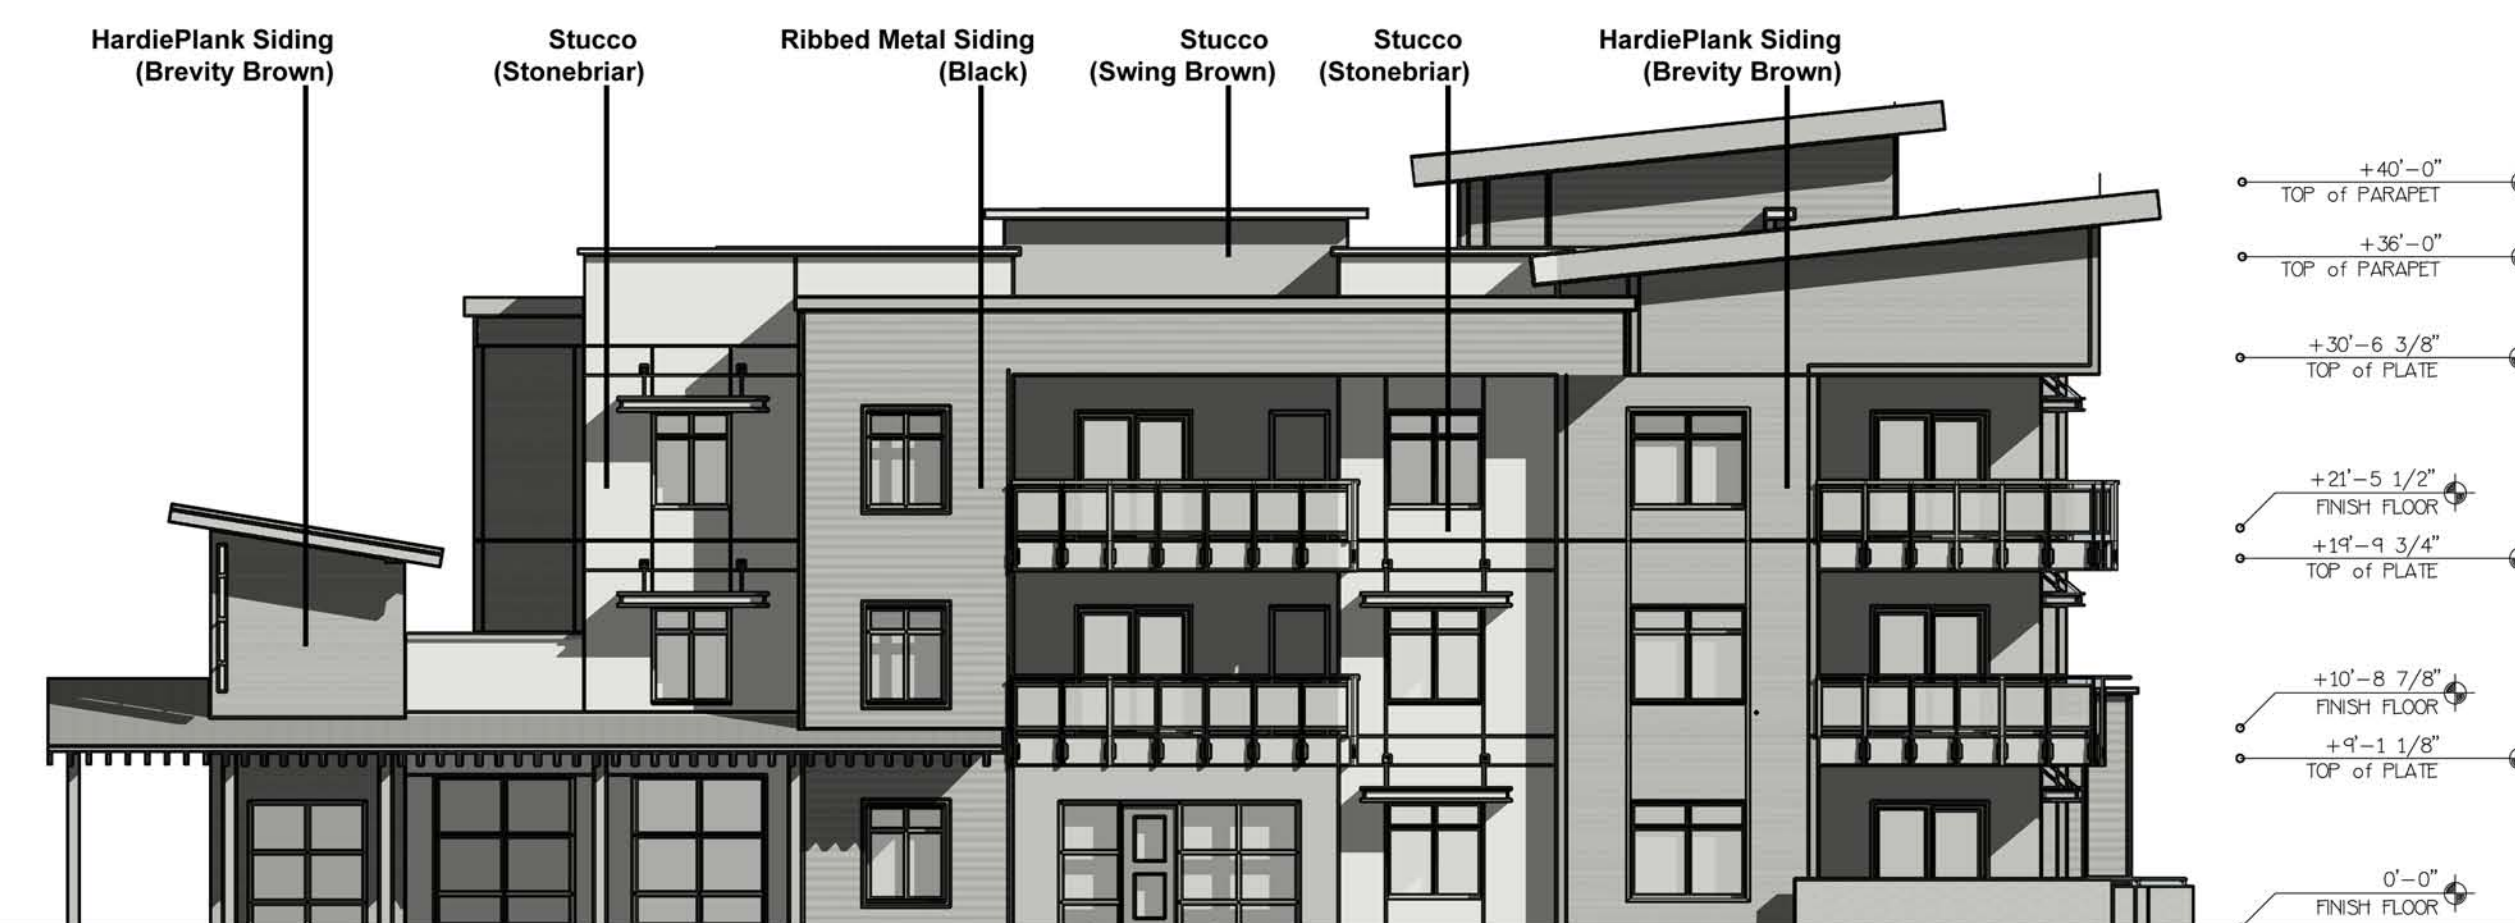 HardiePlank Siding
(Brevity Brown)
Stucco
(Stonebriar)
Ribbed Metal Siding
(Black)
Stucco
(Swing Brown)
Stucco
(Stonebriar)
HardiePlank Siding
(Brevity Brown)
+40'-0"
TOP of PARAPET
+36'-0"
TOP of PARAPET
+30'-6 3/8"
TOP of PLATE
+21'-5 1/2"
FINISH FLOOR
+19'-9 3/4"
TOP of PLATE
+10'-8 7/8"
FINISH FLOOR
+9'-1 1/8"
TOP of PLATE
0'-0"
FINISH FLOOR